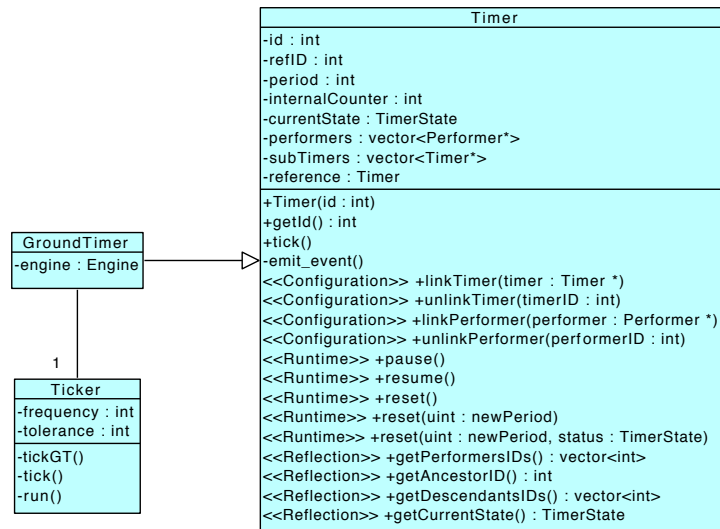 Timer
-id : int
-refID : int
-period : int
-internalCounter : int
-currentState : TimerState
-performers : vector<Performer*>
-subTimers : vector<Timer*>
-reference : Timer
+Timer(id : int)
+getId() : int
+tick()
-emit_event()
<<Configuration>> +linkTimer(timer : Timer *)
<<Configuration>> +unlinkTimer(timerID : int)
<<Configuration>> +linkPerformer(performer : Performer *)
<<Configuration>> +unlinkPerformer(performerID : int)
<<Runtime>> +pause()
<<Runtime>> +resume()
<<Runtime>> +reset()
<<Runtime>> +reset(uint : newPeriod)
<<Runtime>> +reset(uint : newPeriod, status : TimerState)
<<Reflection>> +getPerformersIDs() : vector<int>
<<Reflection>> +getAncestorID() : int
<<Reflection>> +getDescendantsIDs() : vector<int>
<<Reflection>> +getCurrentState() : TimerState
GroundTimer
-engine : Engine
1
Ticker
-frequency : int
-tolerance : int
-tickGT()
-tick()
-run()